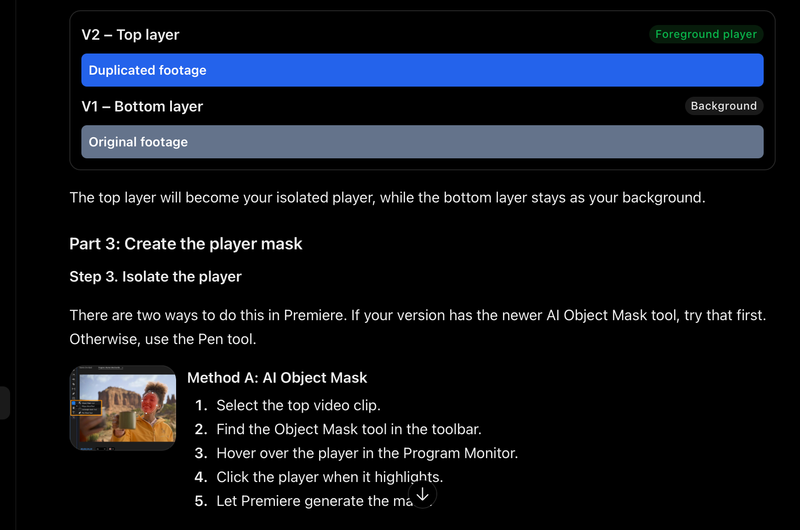 V2 – Top layer
Foreground player
Duplicated footage
V1 – Bottom layer
Background
Original footage
The top layer will become your isolated player, while the bottom layer stays as your background.
Part 3: Create the player mask
Step 3. Isolate the player
There are two ways to do this in Premiere. If your version has the newer AI Object Mask tool, try that first.
Otherwise, use the Pen tool.
Method A: AI Object Mask
1. Select the top video clip.
2. Find the Object Mask tool in the toolbar.
3. Hover over the player in the Program Monitor.
4. Click the player when it highlights.
5. Let Premiere generate the